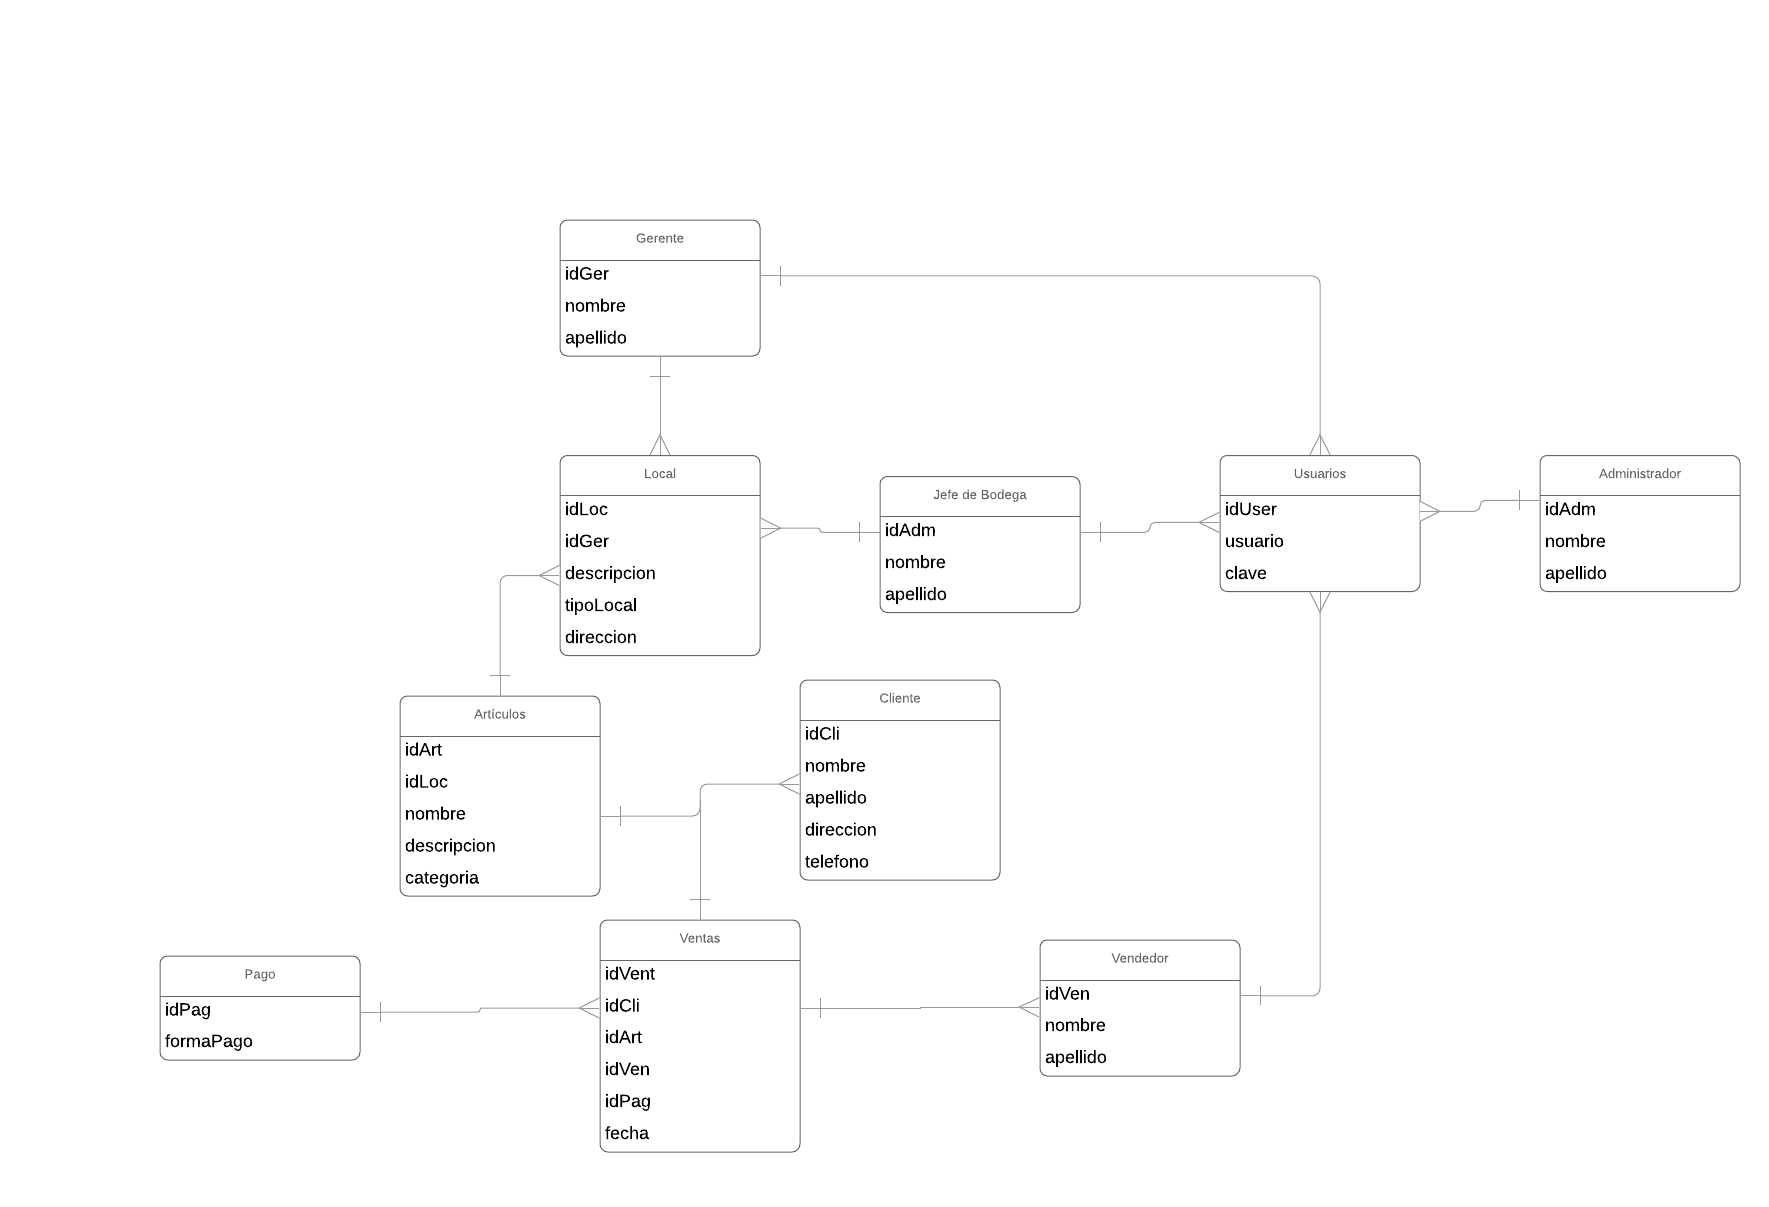 Gerente
idGer
nombre
apellido
Local
idLoc
idGer
descripcion
tipoLocal
direccion
Jefe de Bodega
idAdm
nombre
apellido
Usuarios
idUser
usuario
clave
Administrador
idAdm
nombre
apellido
Artículos
idArt
idLoc
nombre
descripcion
categoria
Cliente
idCli
nombre
apellido
direccion
telefono
Pago
idPag
formaPago
Ventas
idVent
idCli
idArt
idVen
idPag
fecha
Vendedor
idVen
nombre
apellido